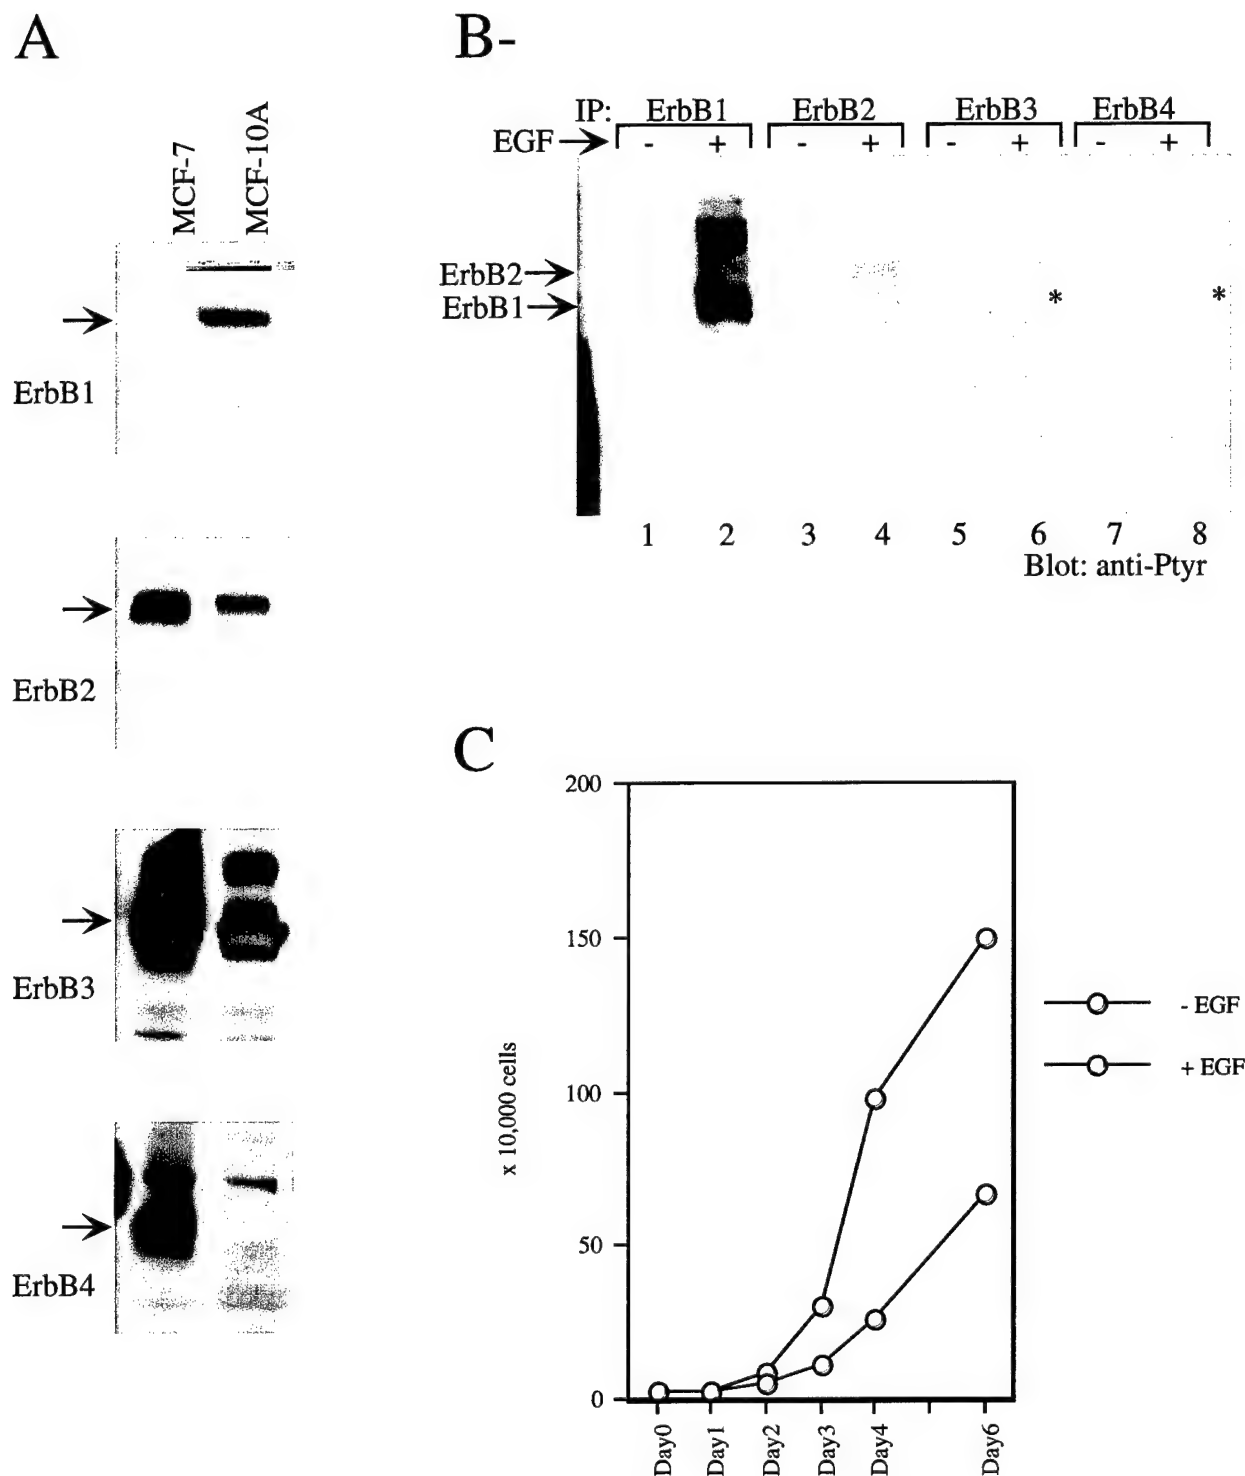 A
MCF-7
MCF-10A
ErbB1
ErbB2
ErbB3
ErbB4
B-
IP: ErbB1 ErbB2 ErbB3 ErbB4
EGF - + - + - + - +
ErbB2
ErbB1
* *
1 2 3 4 5 6 7 8
Blot: anti-Ptyr
C
200
150
100
50
0
x 10,000 cells
Day0 Day1 Day2 Day3 Day4 Day6
- EGF
+ EGF